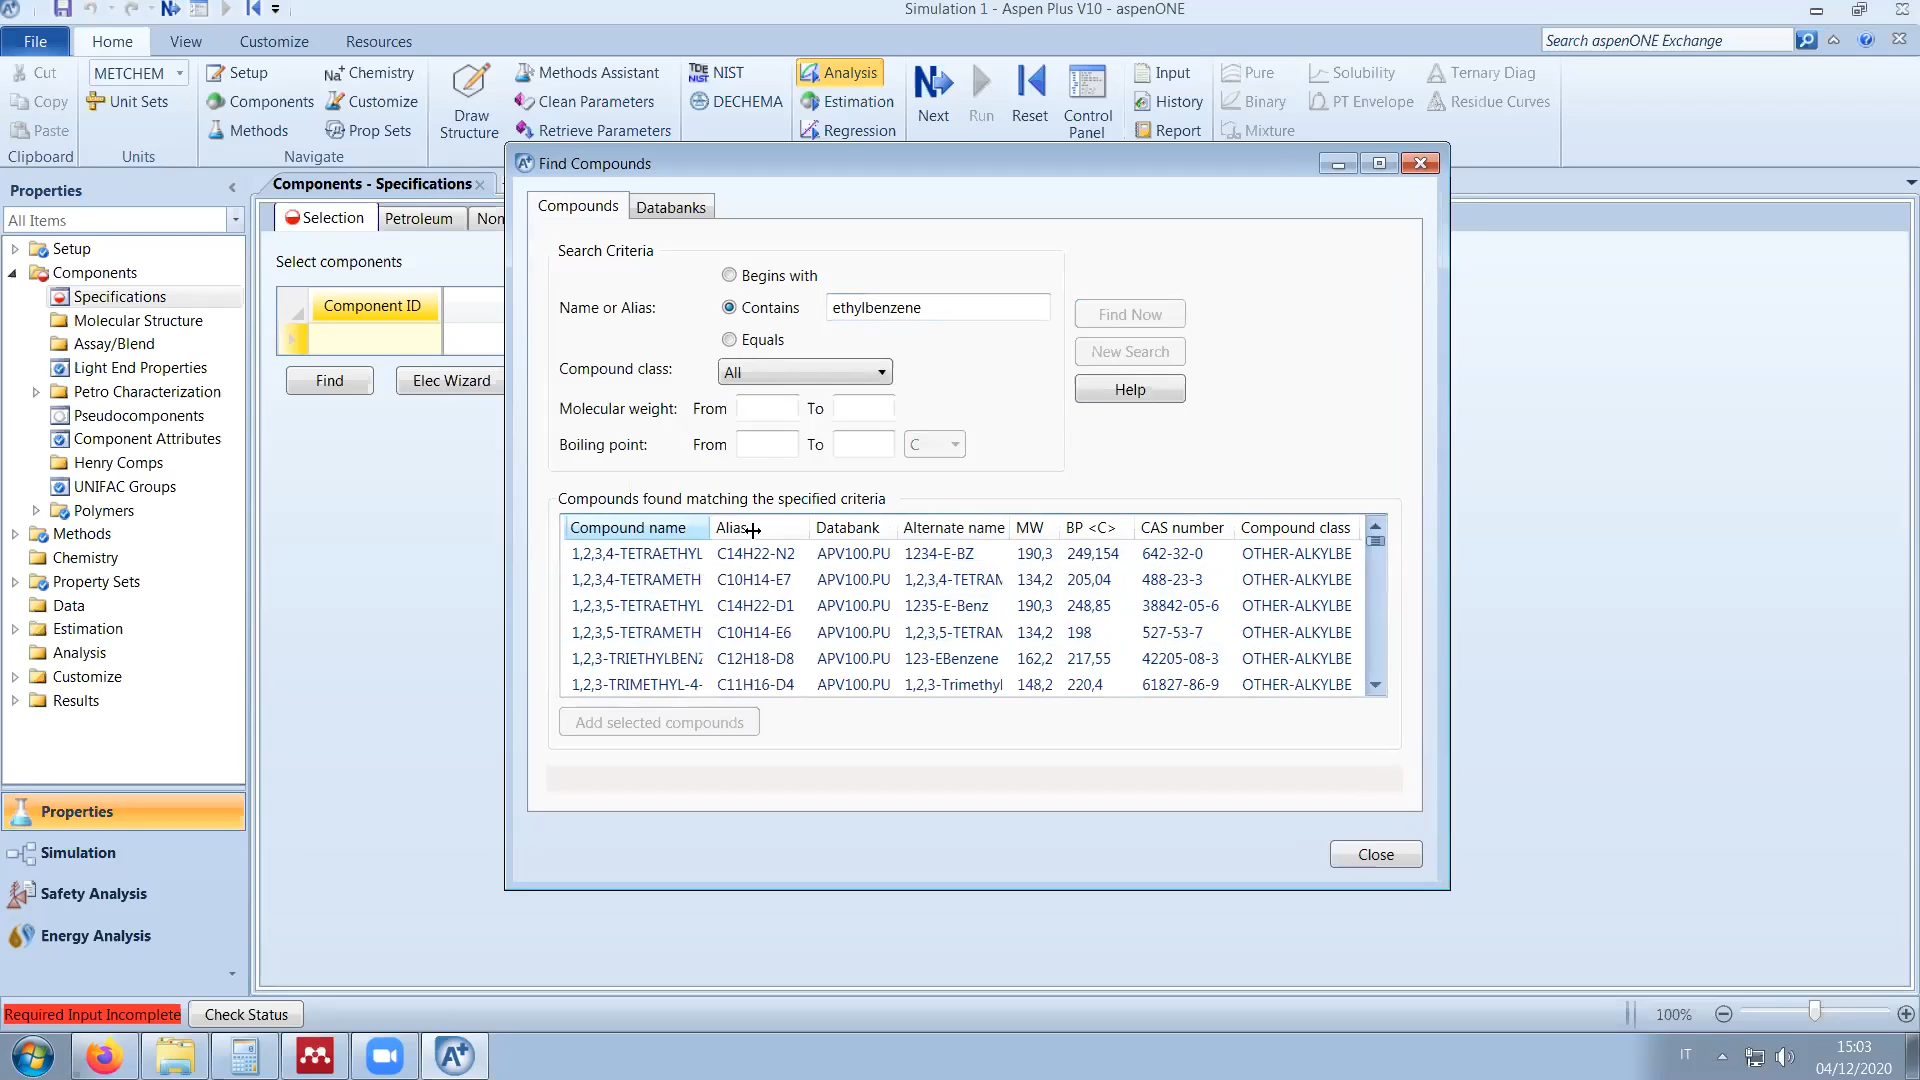 Simulation 1 - Aspen Plus V10 - aspenONE
File
Home
View
Customize
Resources
Search aspenONE Exchange
Cut
Copy
Paste
Clipboard
METCHEM
Unit Sets
Units
Setup
Components
Methods
Na+ Chemistry
Customize
Prop Sets
Navigate
Draw
Structure
Methods Assistant
Clean Parameters
Retrieve Parameters
TDE
NIST
NIST
DECHEMA
Analysis
Estimation
Regression
Next
Run
Reset
Control
Panel
Input
History
Report
Pure
Binary
Mixture
Solubility
PT Envelope
Ternary Diag
Residue Curves
Properties
All Items
Setup
Components
Specifications
Molecular Structure
Assay/Blend
Light End Properties
Petro Characterization
Pseudocomponents
Component Attributes
Henry Comps
UNIFAC Groups
Polymers
Methods
Chemistry
Property Sets
Data
Estimation
Analysis
Customize
Results
Properties
Simulation
Safety Analysis
Energy Analysis
Components - Specifications
Selection
Petroleum
Non
Select components
Component ID
Find
Elec Wizard
Find Compounds
Compounds
Databanks
Search Criteria
Begins with
Name or Alias:
Contains
ethylbenzene
Equals
Compound class:
All
Molecular weight: From To
Boiling point: From To C
Find Now
New Search
Help
Compounds found matching the specified criteria
Compound name Alias Databank Alternate name MW BP <C> CAS number Compound class
1,2,3,4-TETRAETHYL C14H22-N2 APV100.PU 1234-E-BZ 190,3 249,154 642-32-0 OTHER-ALKYLBE
1,2,3,4-TETRAMETH C10H14-E7 APV100.PU 1,2,3,4-TETRAM 134,2 205,04 488-23-3 OTHER-ALKYLBE
1,2,3,5-TETRAETHYL C14H22-D1 APV100.PU 1235-E-Benz 190,3 248,85 38842-05-6 OTHER-ALKYLBE
1,2,3,5-TETRAMETH C10H14-E6 APV100.PU 1,2,3,5-TETRAM 134,2 198 527-53-7 OTHER-ALKYLBE
1,2,3-TRIETHYLBENZ C12H18-D8 APV100.PU 123-EBenzene 162,2 217,55 42205-08-3 OTHER-ALKYLBE
1,2,3-TRIMETHYL-4- C11H16-D4 APV100.PU 1,2,3-Trimethyl 148,2 220,4 61827-86-9 OTHER-ALKYLBE
Add selected compounds
Close
Required Input Incomplete
Check Status
100%
IT
15:03
04/12/2020